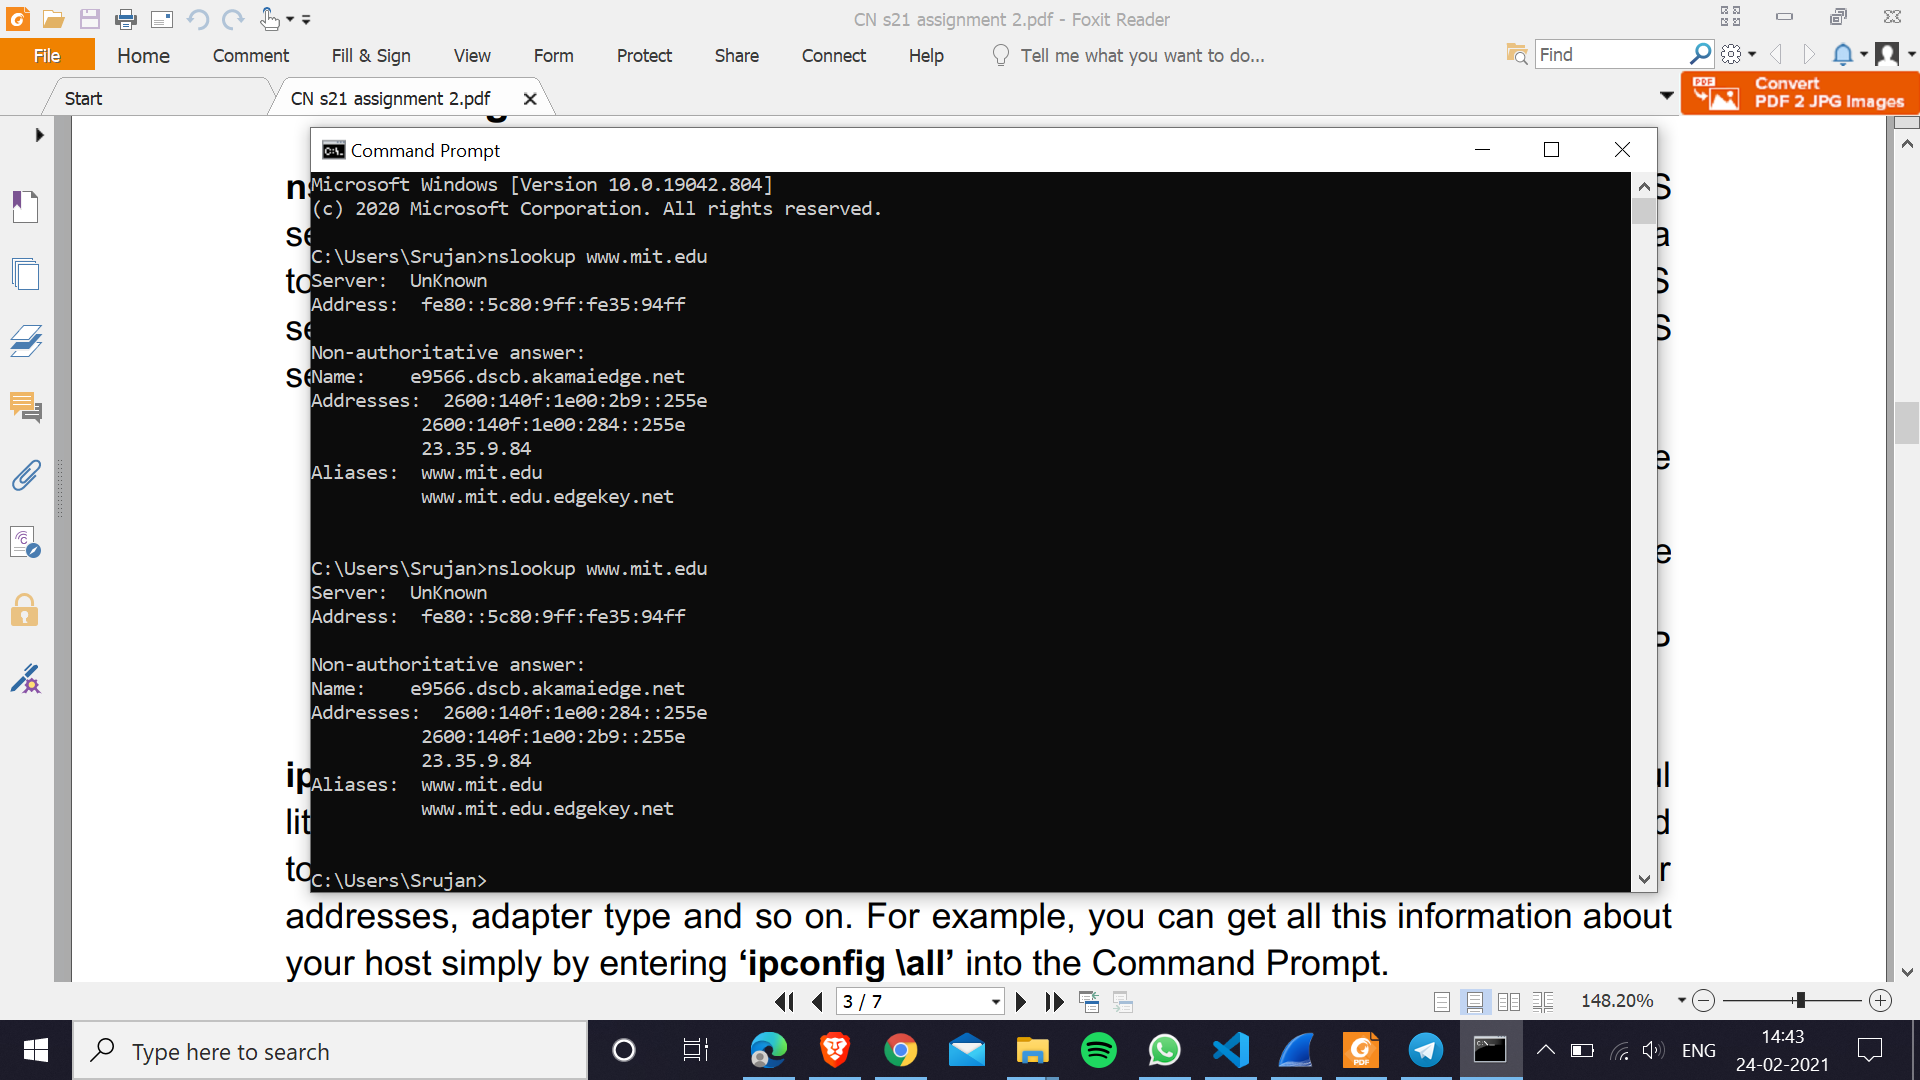 CN s21 assignment 2.pdf - Foxit Reader
File Home Comment Fill & Sign View Form Protect Share Connect Help Tell me what you want to do... Find
Start CN s21 assignment 2.pdf
PDF Convert
PDF 2 JPG Images
Command Prompt
Microsoft Windows [Version 10.0.19042.804]
(c) 2020 Microsoft Corporation. All rights reserved.
C:\Users\Srujan>nslookup www.mit.edu
Server:  UnKnown
Address:  fe80::5c80:9ff:fe35:94ff
Non-authoritative answer:
Name:    e9566.dscb.akamaiedge.net
Addresses:  2600:140f:1e00:2b9::255e
2600:140f:1e00:284::255e
23.35.9.84
Aliases:  www.mit.edu
www.mit.edu.edgekey.net
C:\Users\Srujan>nslookup www.mit.edu
Server:  UnKnown
Address:  fe80::5c80:9ff:fe35:94ff
Non-authoritative answer:
Name:    e9566.dscb.akamaiedge.net
Addresses:  2600:140f:1e00:284::255e
2600:140f:1e00:2b9::255e
23.35.9.84
Aliases:  www.mit.edu
www.mit.edu.edgekey.net
C:\Users\Srujan>
addresses, adapter type and so on. For example, you can get all this information about
your host simply by entering ‘ipconfig \all’ into the Command Prompt.
3 / 7 148.20%
Type here to search
ENG
14:43
24-02-2021